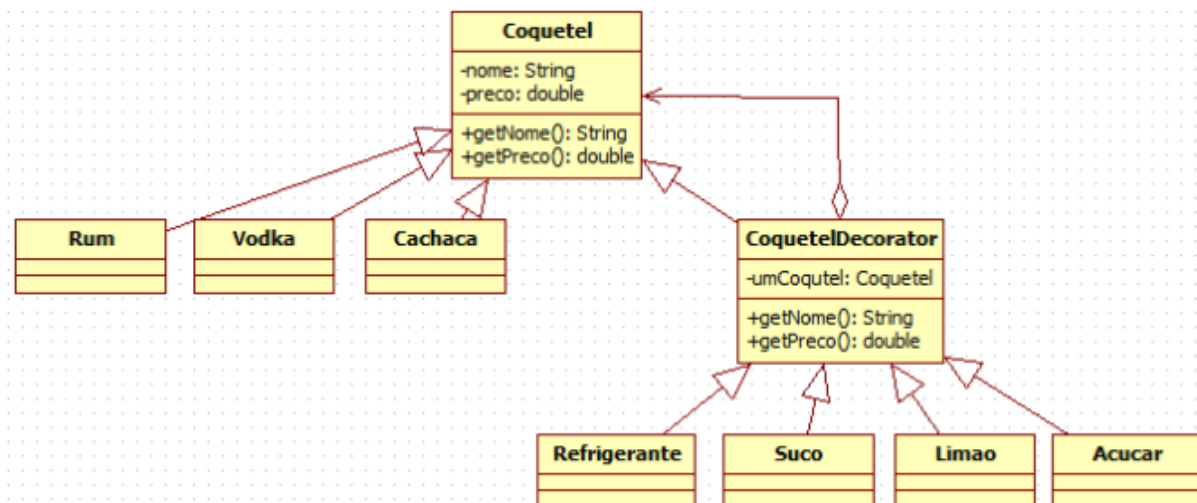 Coquetel
-nome: String
-preco: double
+getNome(): String
+getPreco(): double
Rum
Vodka
Cachaca
CoquetelDecorator
-umCoqutel: Coquetel
+getNome(): String
+getPreco(): double
Refrigerante
Suco
Limao
Acucar